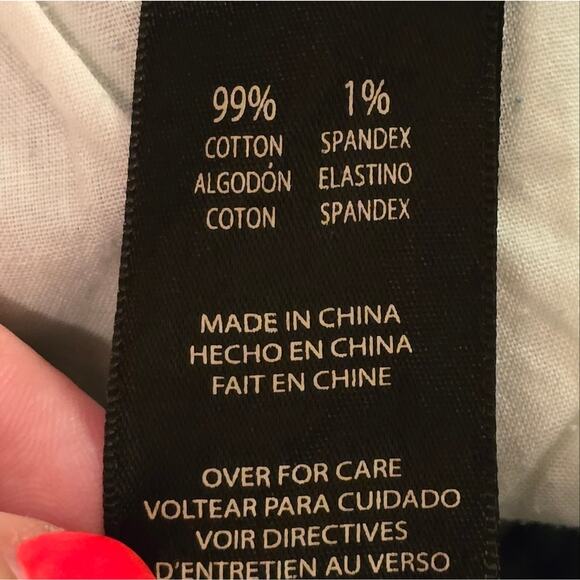 99% 1%
COTTON SPANDEX
ALGODÓN ELASTINO
COTON SPANDEX
MADE IN CHINA
HECHO EN CHINA
FAIT EN CHINE
OVER FOR CARE
VOLTEAR PARA CUIDADO
VOIR DIRECTIVES
D'ENTRETIEN AU VERSO